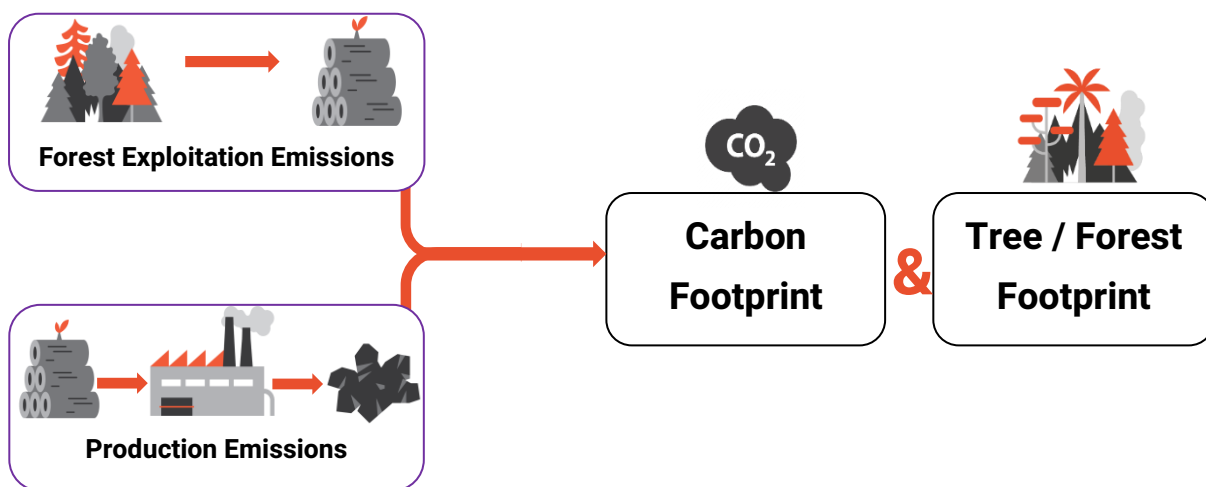 Forest Exploitation Emissions
CO₂
Carbon
Footprint
&
Tree / Forest
Footprint
Production Emissions